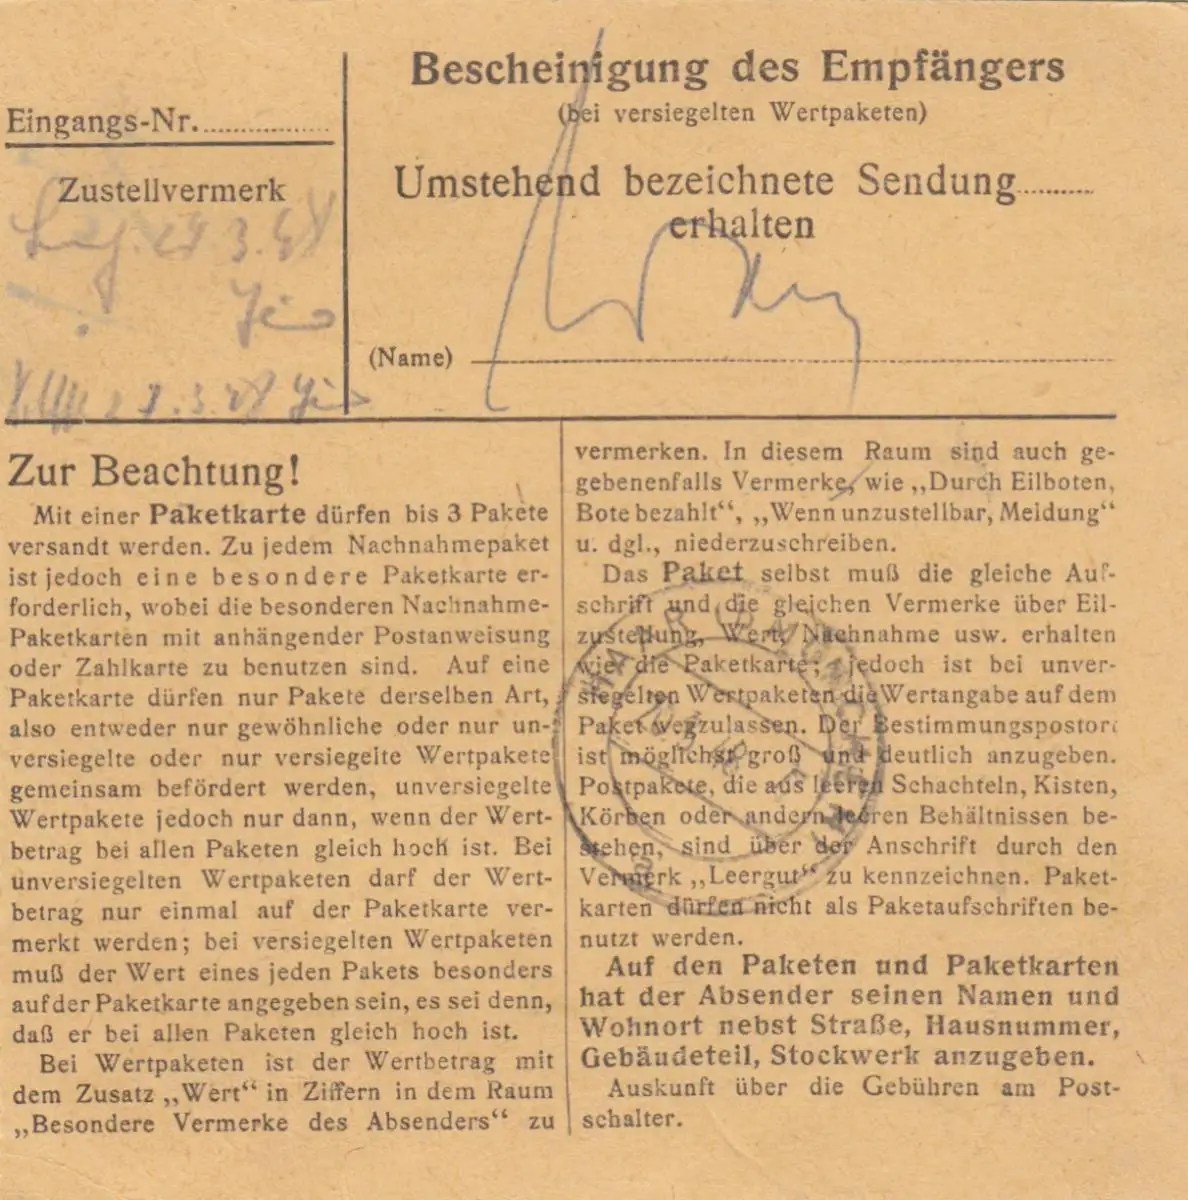 Eingangs-Nr.
Zustellvermerk
Bescheinigung des Empfängers
(bei versiegelten Wertpaketen)
Umstehend bezeichnete Sendung
erhalten
(Name)
Zur Beachtung!
Mit einer Paketkarte dürfen bis 3 Pakete
versandt werden. Zu jedem Nachnahmepaket
ist jedoch eine besondere Paketkarte er-
forderlich, wobei die besonderen Nachnahme-
Paketkarten mit anhängender Postanweisung
oder Zahlkarte zu benutzen sind. Auf eine
Paketkarte dürfen nur Pakete derselben Art,
also entweder nur gewöhnliche oder nur un-
versiegelte oder nur versiegelte Wertpakete
gemeinsam befördert werden, unversiegelte
Wertpakete jedoch nur dann, wenn der Wert-
betrag bei allen Paketen gleich hoch ist. Bei
unversiegelten Wertpaketen darf der Wert-
betrag nur einmal auf der Paketkarte ver-
merkt werden; bei versiegelten Wertpaketen
muß der Wert eines jeden Pakets besonders
auf der Paketkarte angegeben sein, es sei denn,
daß er bei allen Paketen gleich hoch ist.
Bei Wertpaketen ist der Wertbetrag mit
dem Zusatz „Wert“ in Ziffern in dem Raum
„Besondere Vermerke des Absenders“ zu
vermerken. In diesem Raum sind auch ge-
gebenenfalls Vermerke, wie „Durch Eilboten,
Bote bezahlt“, „Wenn unzustellbar, Meldung“
u. dgl., niederzuschreiben.
Das Paket selbst muß die gleiche Auf-
schrift und die gleichen Vermerke über Eil-
zustellung, Wert, Nachnahme usw. erhalten
wie die Paketkarte; jedoch ist bei unver-
siegelten Wertpaketen die Wertangabe auf dem
Paket wegzulassen. Der Bestimmungspostort
ist möglichst groß und deutlich anzugeben.
Postpakete, die aus leeren Schachteln, Kisten,
Körben oder andern leeren Behältnissen be-
stehen, sind über der Anschrift durch den
Vermerk „Leergut“ zu kennzeichnen. Paket-
karten dürfen nicht als Paketaufschriften be-
nutzt werden.
Auf den Paketen und Paketkarten
hat der Absender seinen Namen und
Wohnort nebst Straße, Hausnummer,
Gebäudeteil, Stockwerk anzugeben.
Auskunft über die Gebühren am Post-
schalter.